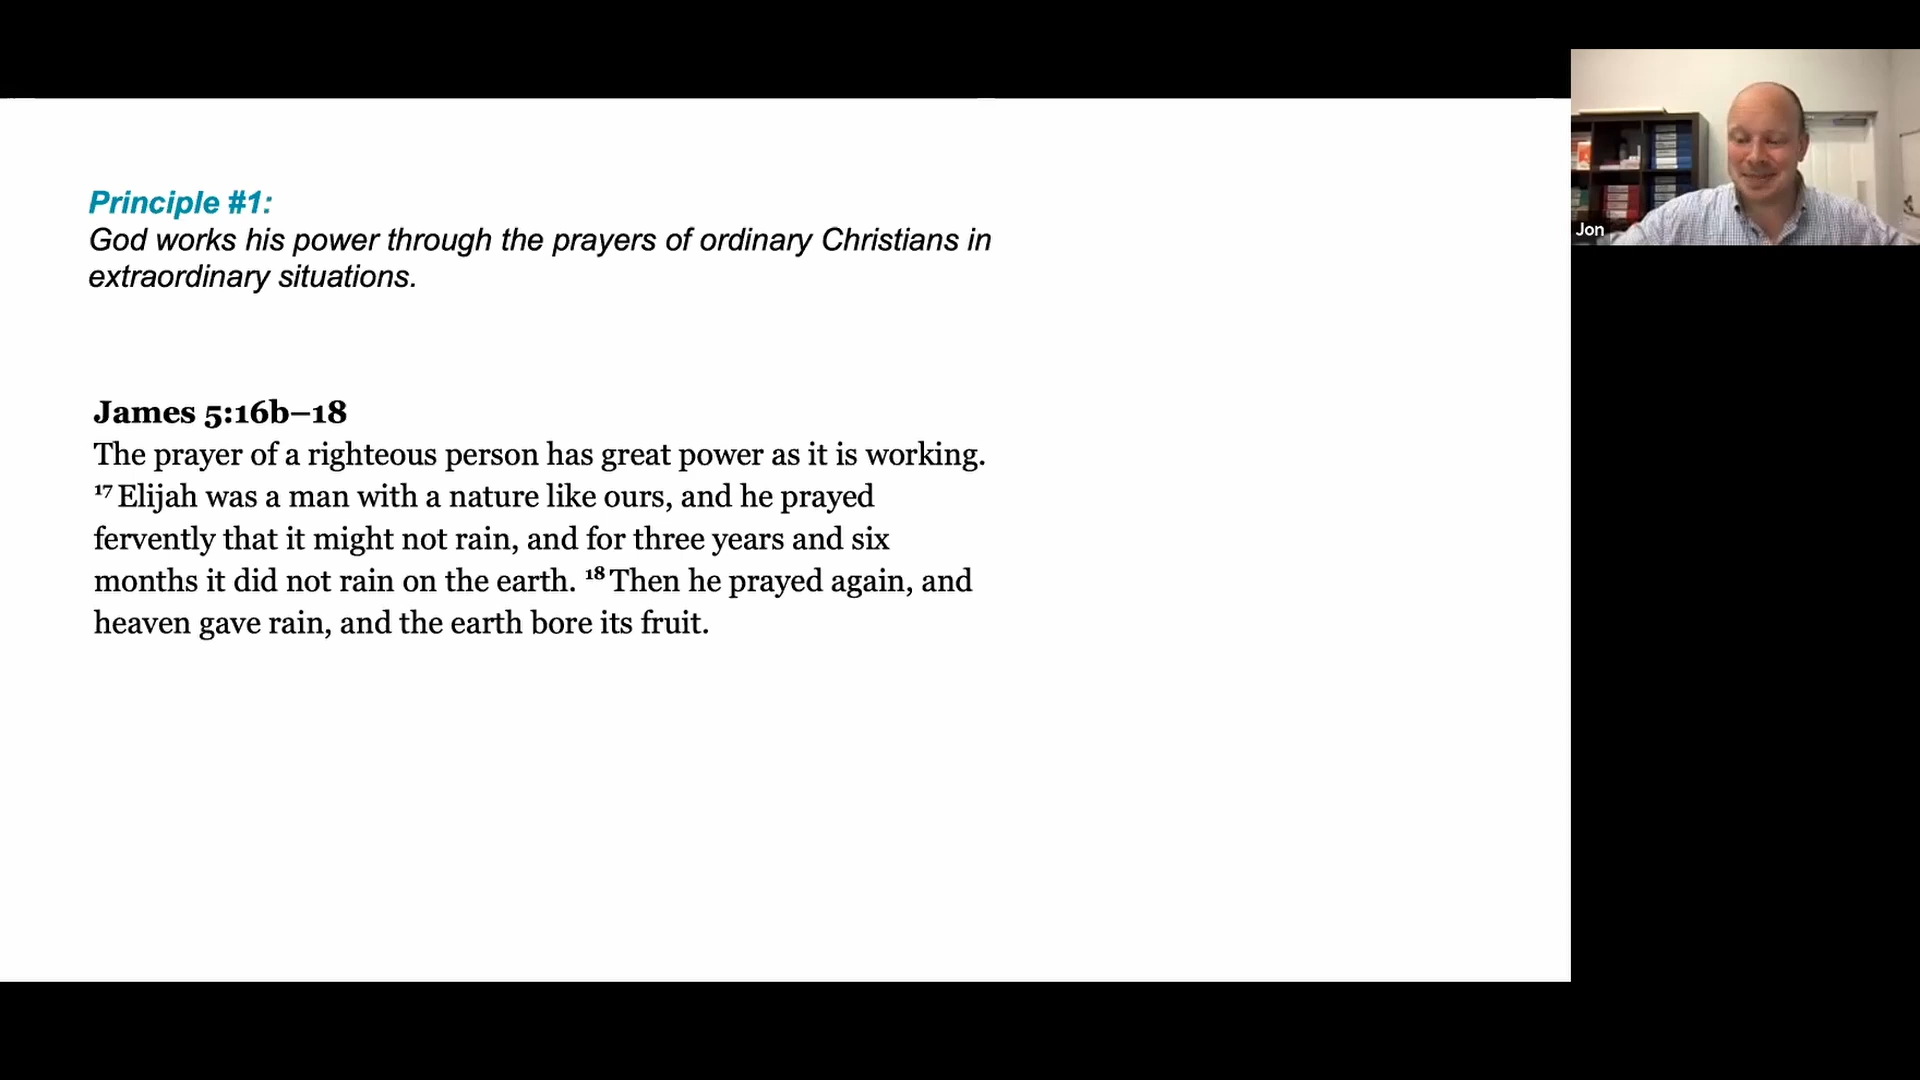 Principle #1:
God works his power through the prayers of ordinary Christians in
extraordinary situations.
James 5:16b–18
The prayer of a righteous person has great power as it is working.
17 Elijah was a man with a nature like ours, and he prayed
fervently that it might not rain, and for three years and six
months it did not rain on the earth. 18 Then he prayed again, and
heaven gave rain, and the earth bore its fruit.
Jon